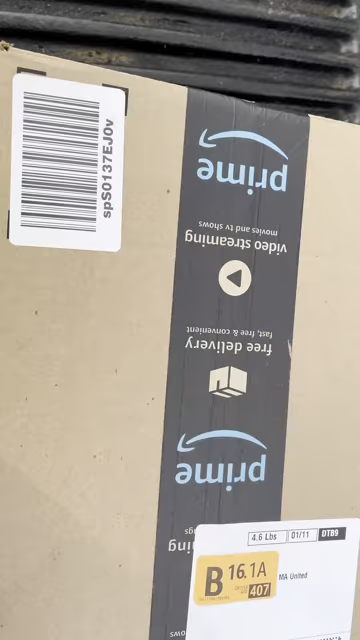 spS0137EJ0v
prime
video streaming
movies and tv shows
free delivery
fast, free & convenient
prime
4.6 Lbs
01/11
DTB9
B
16.1A
407
MA United